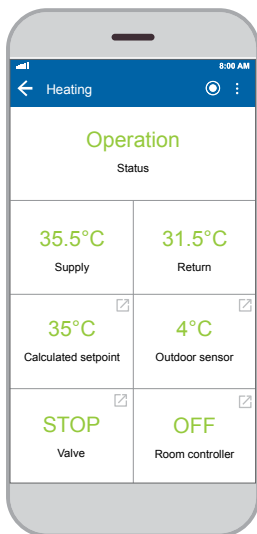 8:00 AM
Heating
Operation
Status
35.5°C 31.5°C
Supply Return
35°C 4°C
Calculated setpoint Outdoor sensor
STOP OFF
Valve Room controller